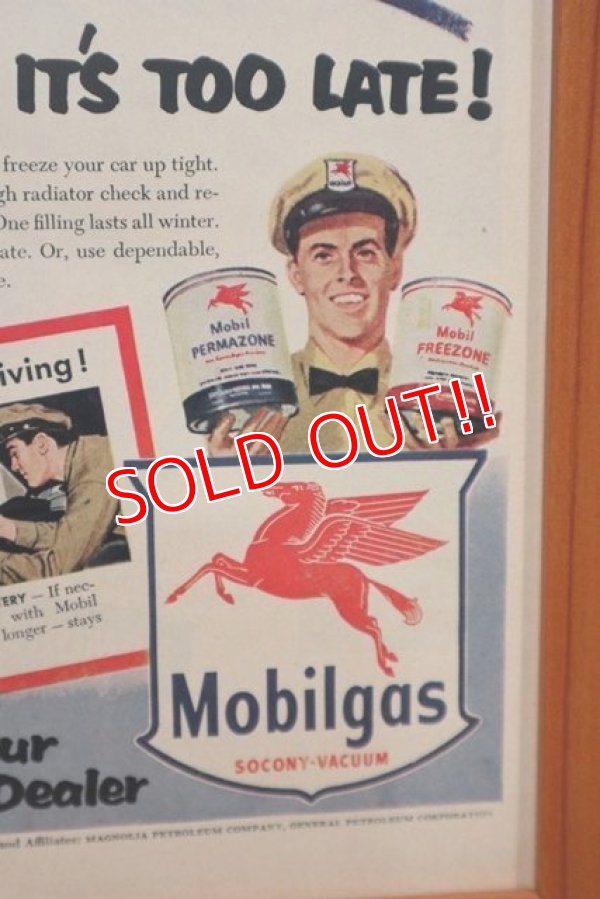 IT'S TOO LATE!
freeze your car up tight.
gh radiator check and re-
One filling lasts all winter.
ate. Or, use dependable,
e.
Mobil
PERMAZONE
Mobil
FREEZONE
iving!
SOLD OUT!!
ERY – If nec-
with Mobil
longer – stays
Mobilgas
SOCONY-VACUUM
ur
Dealer
and Affiliates: MAGNOLIA PETROLEUM COMPANY, GENERAL PETROLEUM CORPORATION